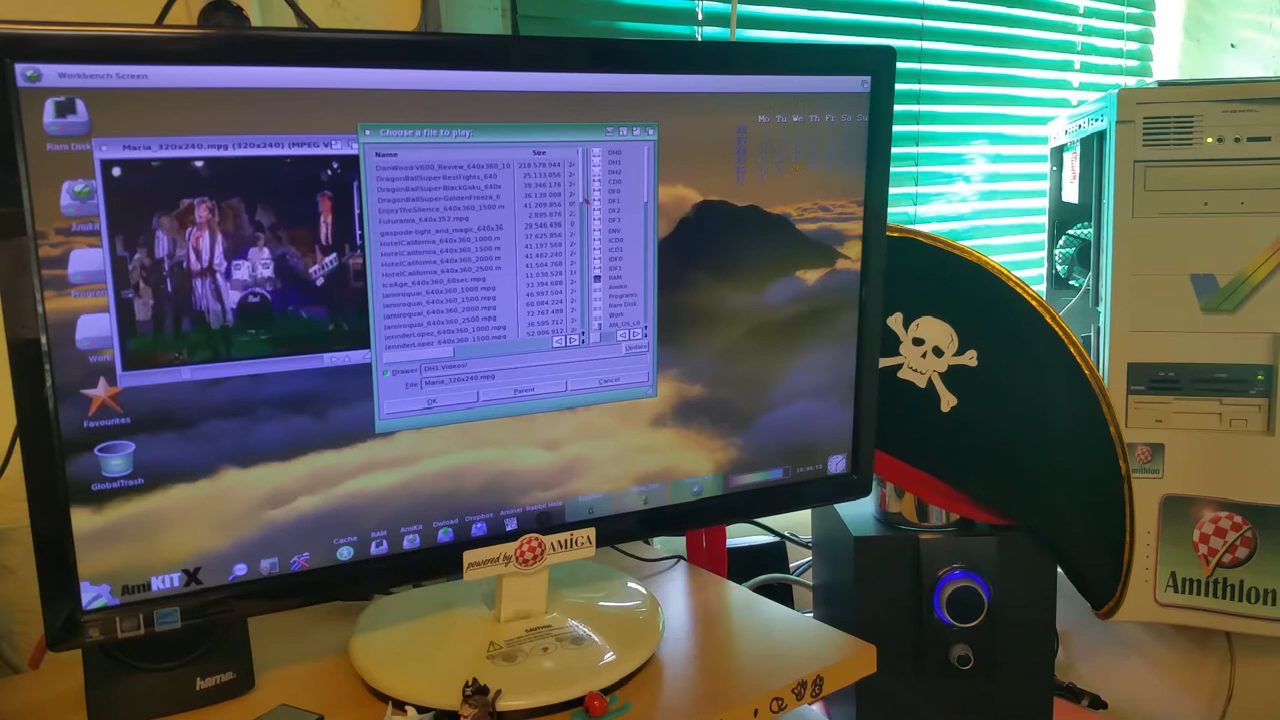 Workbench Screen
Ram Disk
Maria_320x240.mpg (320x240) (MPEG V
Choose a file to play
Name Size
DanWood-V600_Review_640x360_10 218 578 944
DragonBallSuper-BestFights_640 25 133 056
DragonBallSuper-BlackGoku_640x 39 346 176
DragonBallSuper-GoldenFreeza_6 36 139 008
EnjoyTheSilence_640x360_1500.m 41 209 856
Futurama_640x352.mpg 2 895 876
gaspode-light_and_magic_640x36 29 546 496
HotelCalifornia_640x360_1000.m 37 625 856
HotelCalifornia_640x360_1500.m 41 197 568
HotelCalifornia_640x360_2000.m 41 482 240
HotelCalifornia_640x360_2500.m 41 504 768
IceAge_640x360_60sec.mpg 11 030 528
Jamiroquai_640x360_1000.mpg 33 394 688
Jamiroquai_640x360_1500.mpg 46 997 504
Jamiroquai_640x360_2000.mpg 60 084 224
Jamiroquai_640x360_2500.mpg 72 767 488
JenniferLopez_640x360_1000.mpg 36 595 712
JenniferLopez_640x360_1500.mpg 52 006 912
DH0
DH1
DH2
CD0
DF0
DF1
DF2
DF3
ENV
ICD0
ICD1
IDF0
IDF1
RAM
AmiKit
Programs
Ram Disk
Work
Update
Drawer DH1:Videos/
File Maria_320x240.mpg
OK Parent Cancel
Mo Tu We Th Fr Sa Su
Work
Favourites
GlobalTrash
Cache RAM AmiKit Dwload Dropbox Aminet Rabbit Hole
AmiKIT X
powered by AMIGA
CAUTION
hama
Amithlon
Amithlon